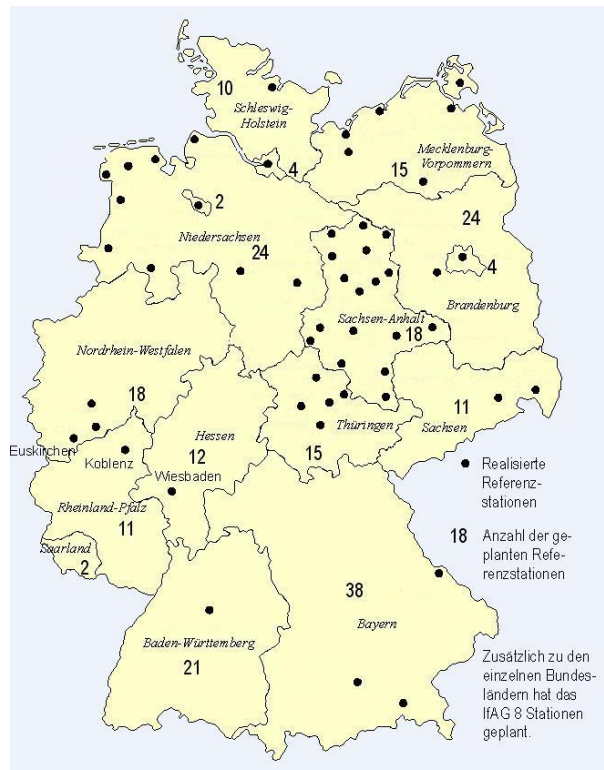 10
Schleswig-
Holstein
4
Mecklenburg-
Vorpommern
15
2
Niedersachsen
24
24
4
Brandenburg
Sachsen-Anhalt
18
Nordrhein-Westfalen
18
Euskirchen
Koblenz
Hessen
12
Wiesbaden
Thüringen
15
11
Sachsen
Rheinland-Pfalz
11
Saarland
2
38
Bayern
Baden-Württemberg
21
Realisierte
Referenz-
stationen
18 Anzahl der ge-
planten Refe-
renzstationen
Zusätzlich zu den
einzelnen Bundes-
ländern hat das
IfAG 8 Stationen
geplant.